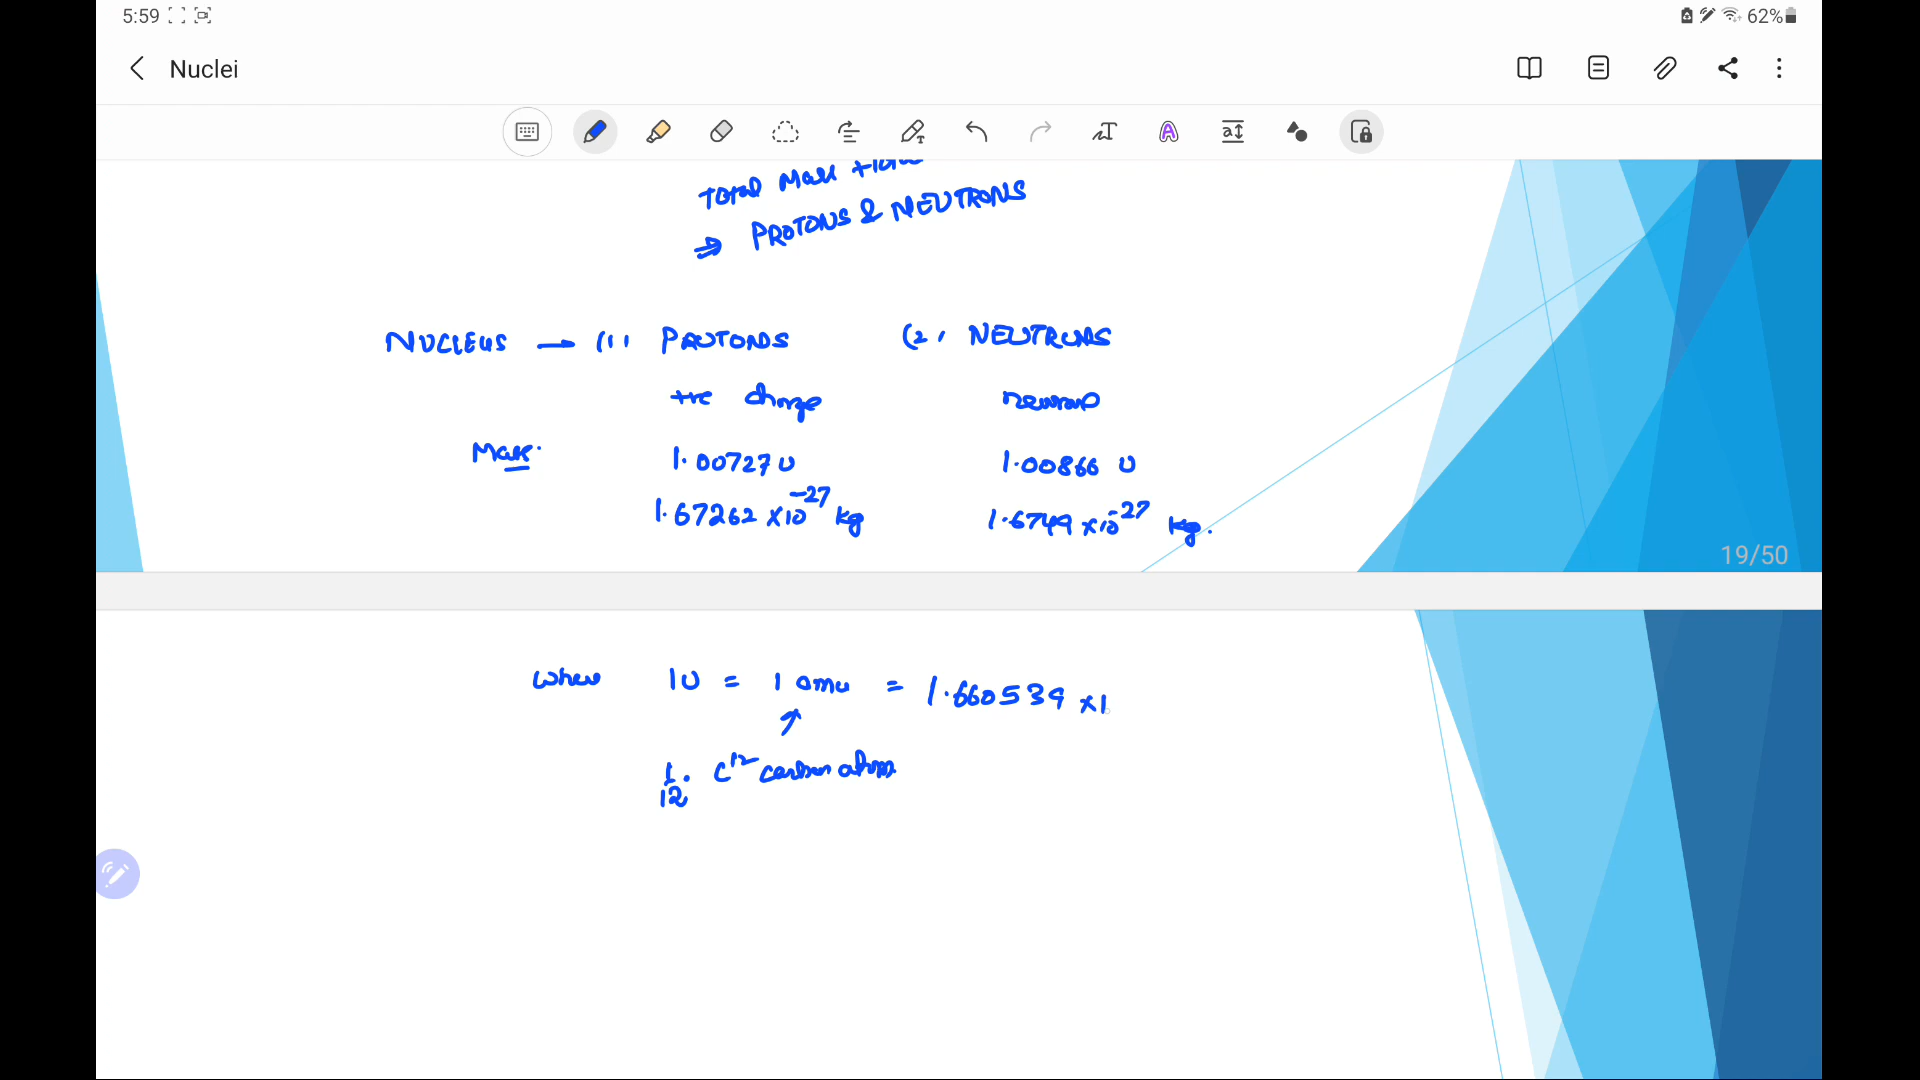 5:59 62%
Nuclei
Total Mass
⇒ PROTONS & NEUTRONS
NUCLEUS → (1) PROTONS (2) NEUTRONS
+ve charge neutral
Mass. 1.00727 U 1.00866 U
1.67262 x10^-27 kg 1.6749 x10^-27 kg.
19/50
where 1U = 1 amu = 1.660539 x1
1/12. C^12 carbon atom.